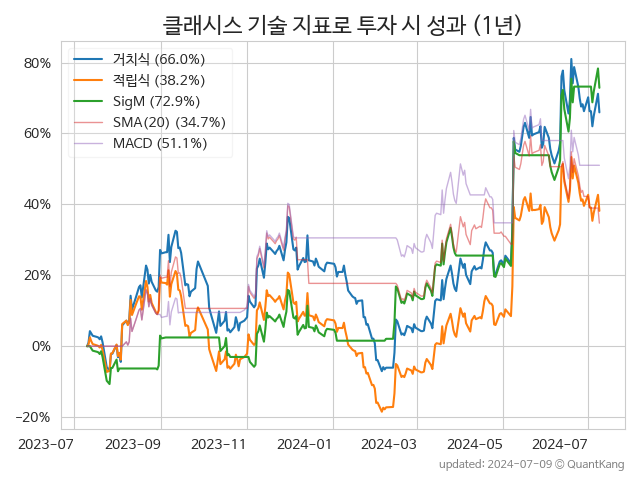 클래시스 기술 지표로 투자 시 성과 (1년)
거치식 (66.0%)
적립식 (38.2%)
SigM (72.9%)
SMA(20) (34.7%)
MACD (51.1%)
80%
60%
40%
20%
0%
−20%
2023-07 2023-09 2023-11 2024-01 2024-03 2024-05 2024-07
updated: 2024-07-09 ⓒ QuantKang